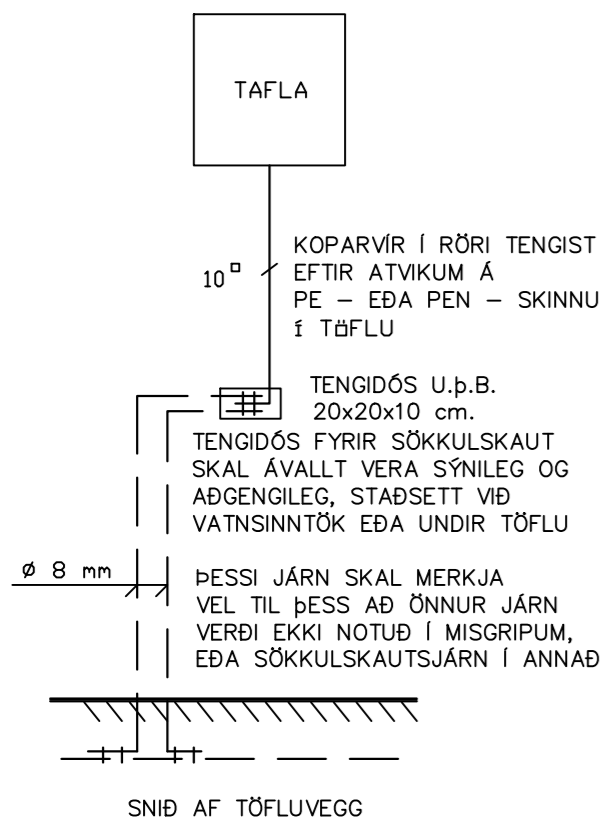 TAFLA
10□
KOPARVÍR Í RÖRI TENGIST
EFTIR ATVIKUM Á
PE – EÐA PEN – SKINNU
í T□FLU
TENGIDÓS U.þ.B.
20x20x10 cm.
TENGIDÓS FYRIR SÖKKULSKAUT
SKAL ÁVALLT VERA SÝNILEG OG
AÐGENGILEG, STAÐSETT VIÐ
VATNSINNTÖK EÐA UNDIR TÖFLU
ø 8 mm
ÞESSI JÁRN SKAL MERKJA
VEL TIL þESS AÐ ÖNNUR JÁRN
VERÐI EKKI NOTUÐ Í MISGRIPUM,
EÐA SÖKKULSKAUTSJÁRN Í ANNAÐ
SNIÐ AF TÖFLUVEGG